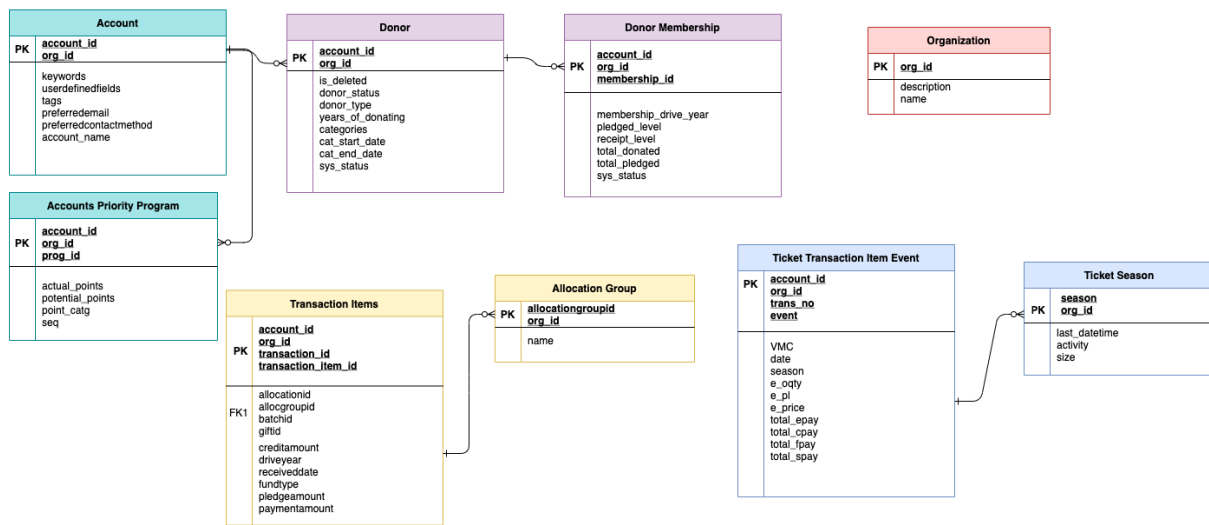 Account
PK
account_id
org_id
keywords
userdefinedfields
tags
preferredemail
preferredcontactmethod
account_name
Donor
PK
account_id
org_id
is_deleted
donor_status
donor_type
years_of_donating
categories
cat_start_date
cat_end_date
sys_status
Donor Membership
PK
account_id
org_id
membership_id
membership_drive_year
pledged_level
receipt_level
total_donated
total_pledged
sys_status
Organization
PK
org_id
description
name
Accounts Priority Program
PK
account_id
org_id
prog_id
actual_points
potential_points
point_catg
seq
Transaction Items
PK
account_id
org_id
transaction_id
transaction_item_id
FK1
allocationid
allocgroupid
batchid
giftid
creditamount
driveyear
receiveddate
fundtype
pledgeamount
paymentamount
Allocation Group
PK
allocationgroupid
org_id
name
Ticket Transaction Item Event
PK
account_id
org_id
trans_no
event
VMC
date
season
e_oqty
e_pl
e_price
total_epay
total_cpay
total_fpay
total_spay
Ticket Season
PK
season
org_id
last_datetime
activity
size